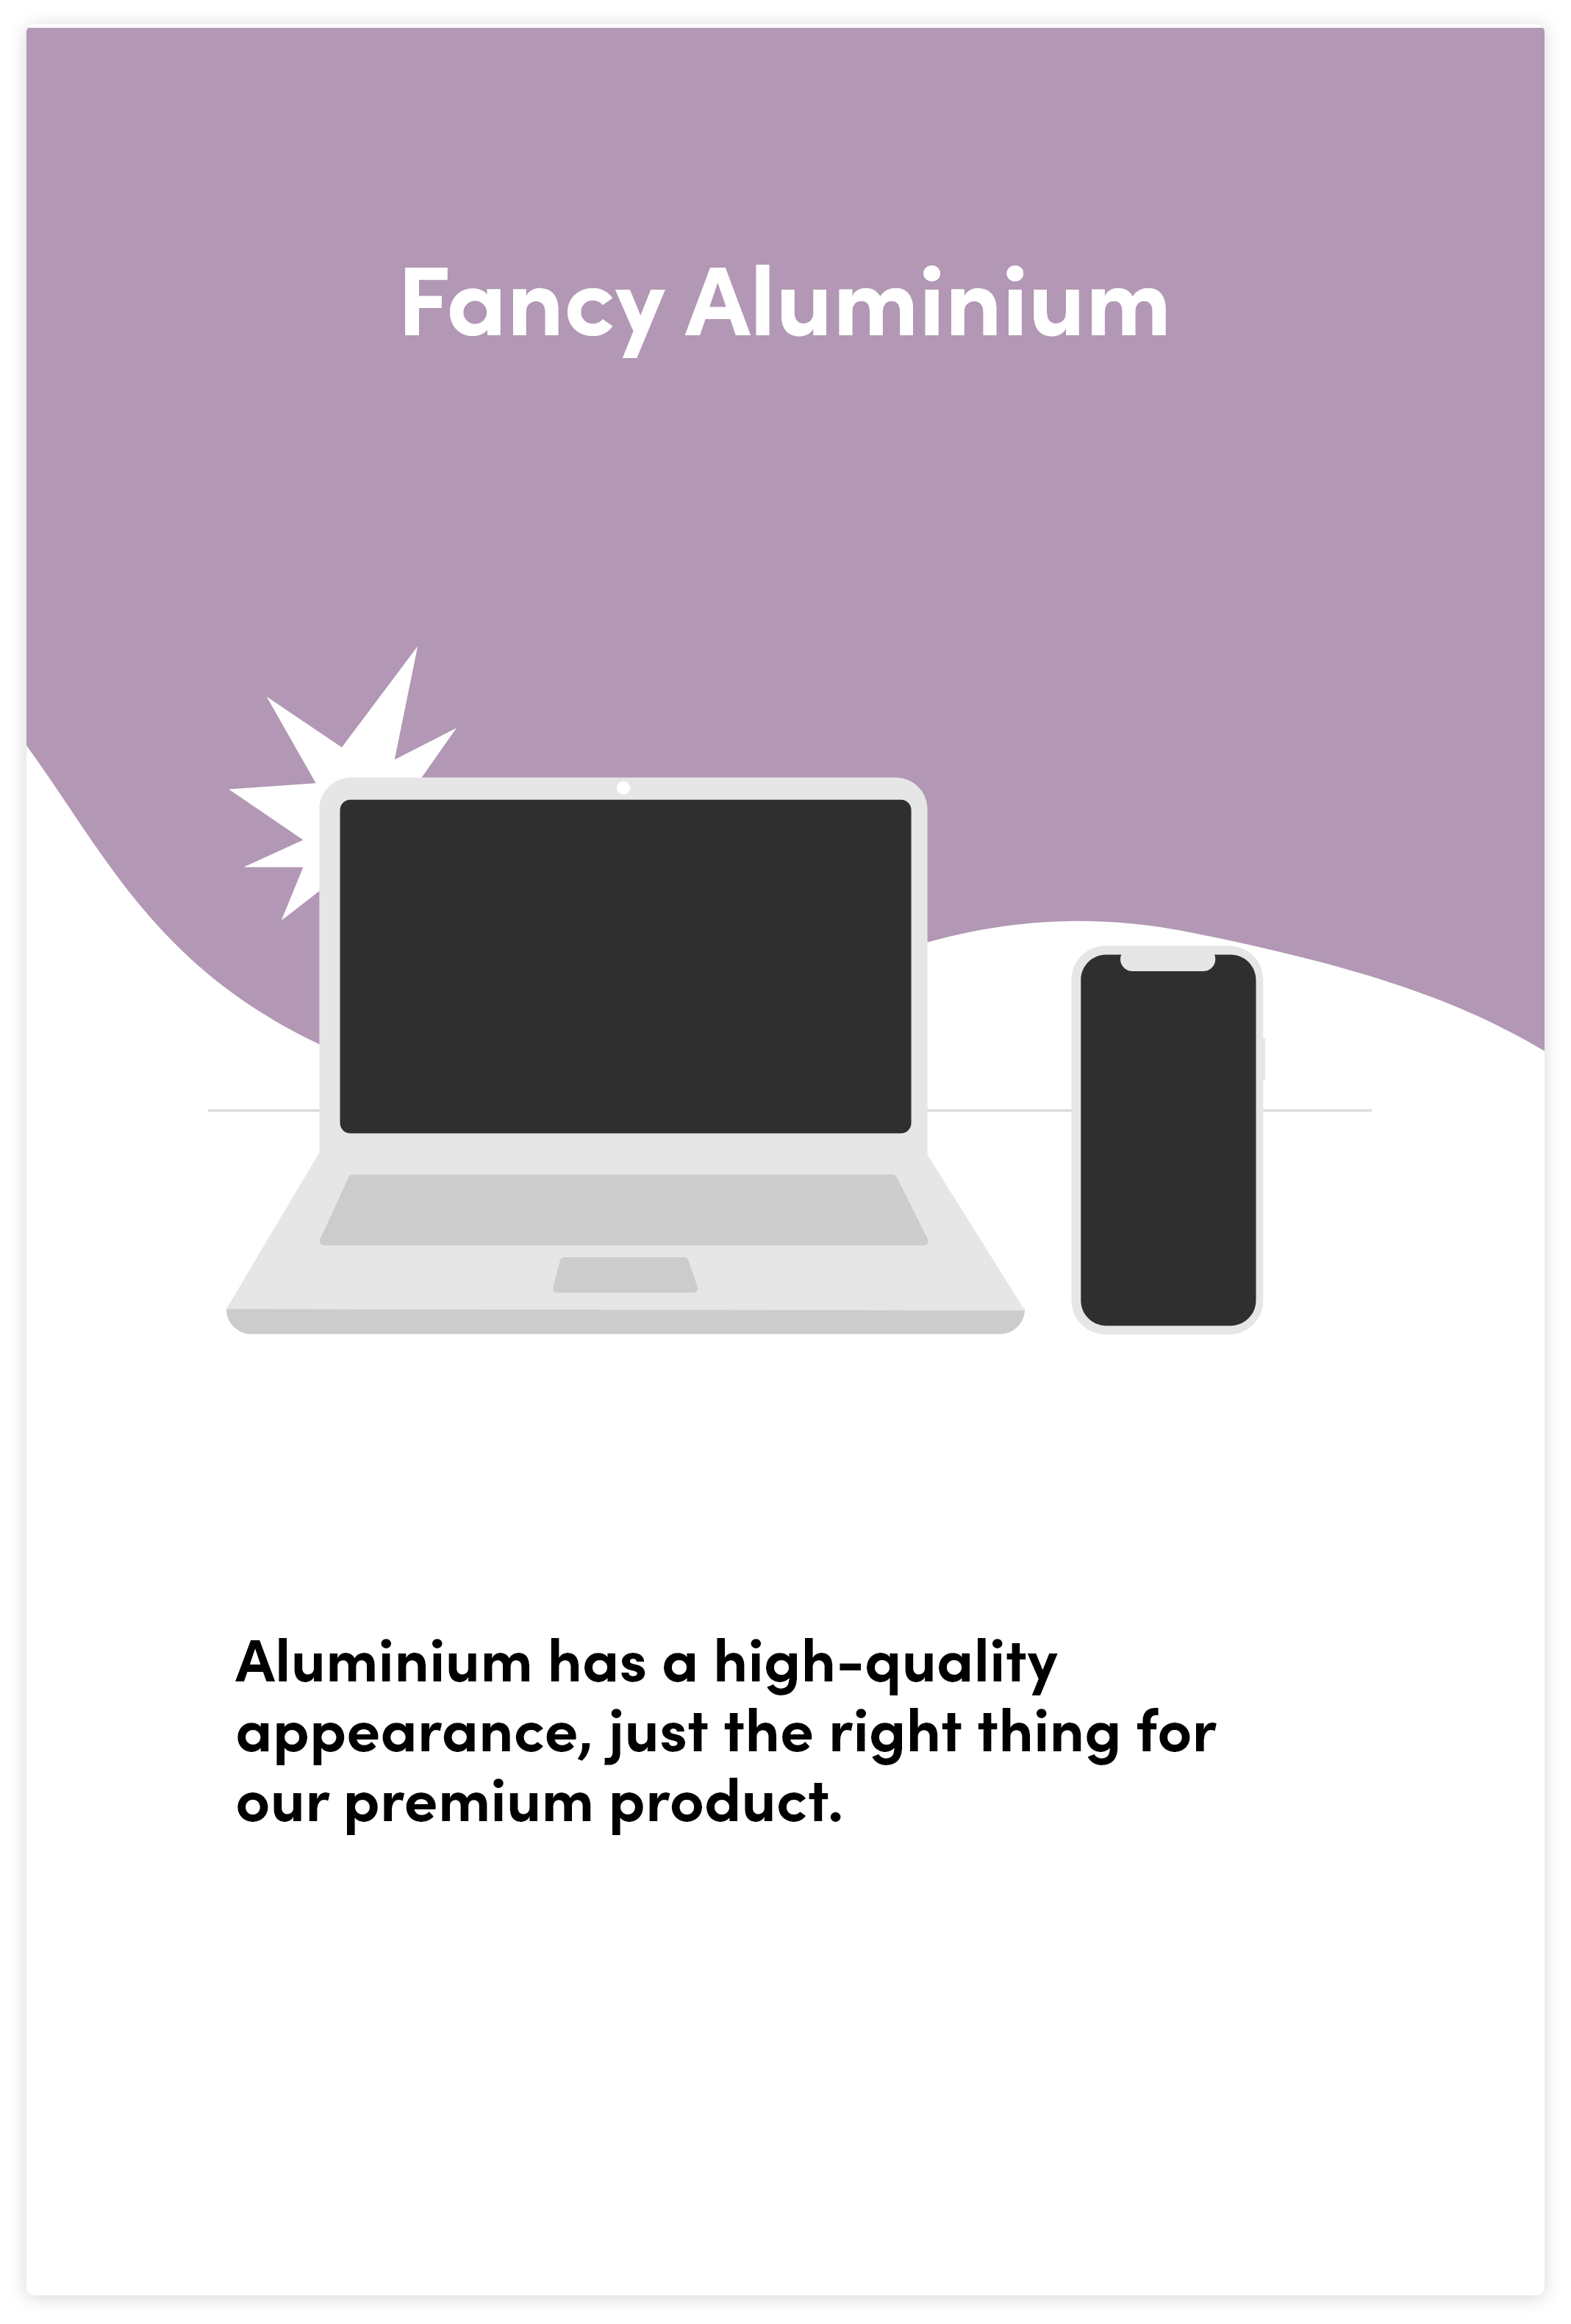 Fancy Aluminium
Aluminium has a high-quality
appearance, just the right thing for
our premium product.